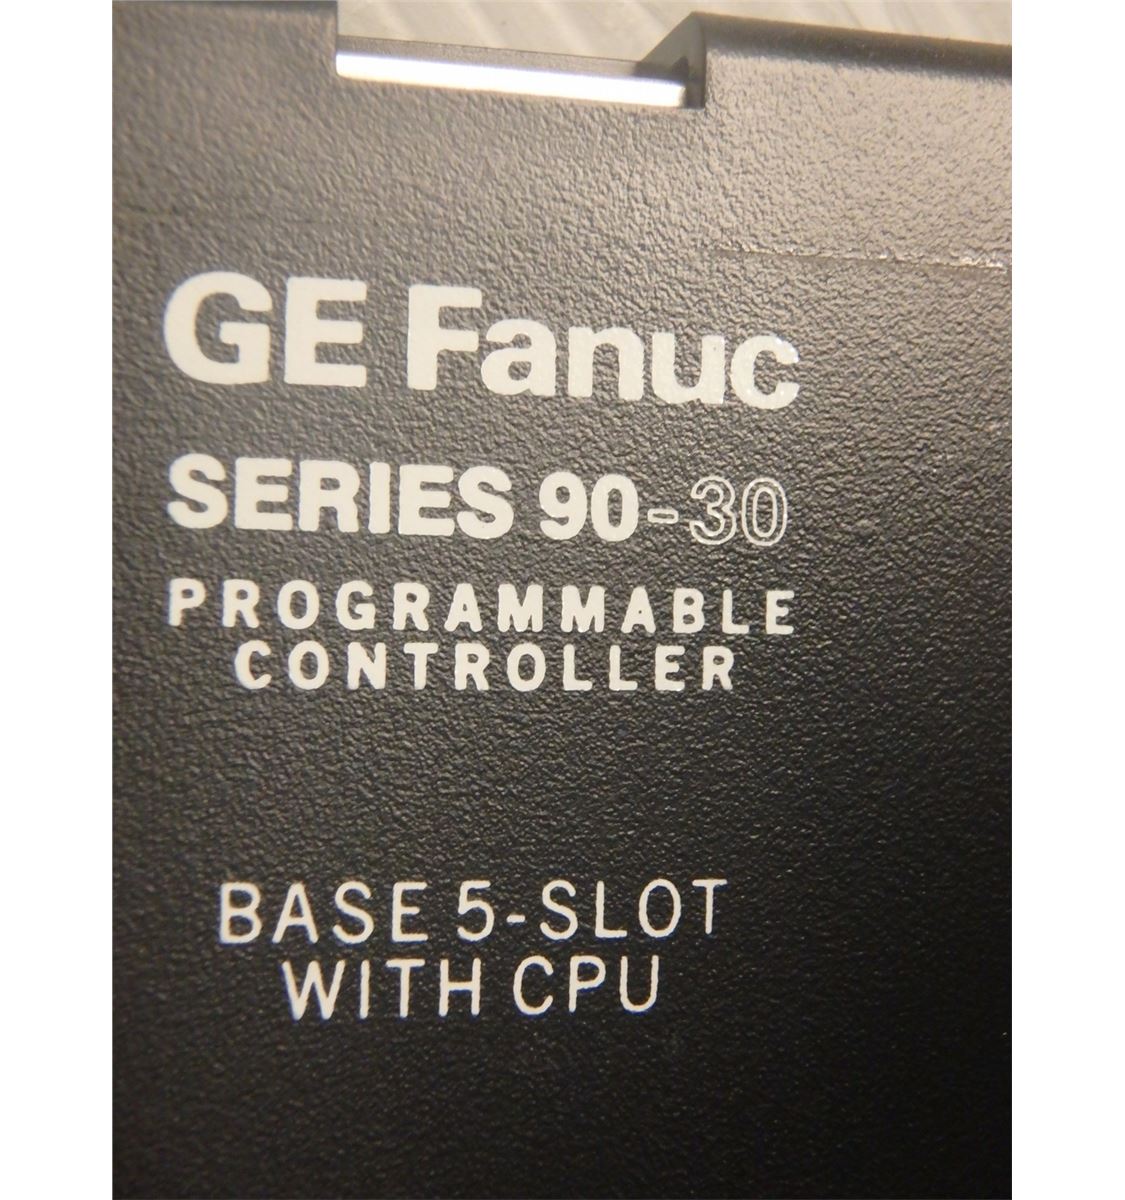 GE Fanuc
SERIES 90-30
PROGRAMMABLE
CONTROLLER
BASE 5-SLOT
WITH CPU